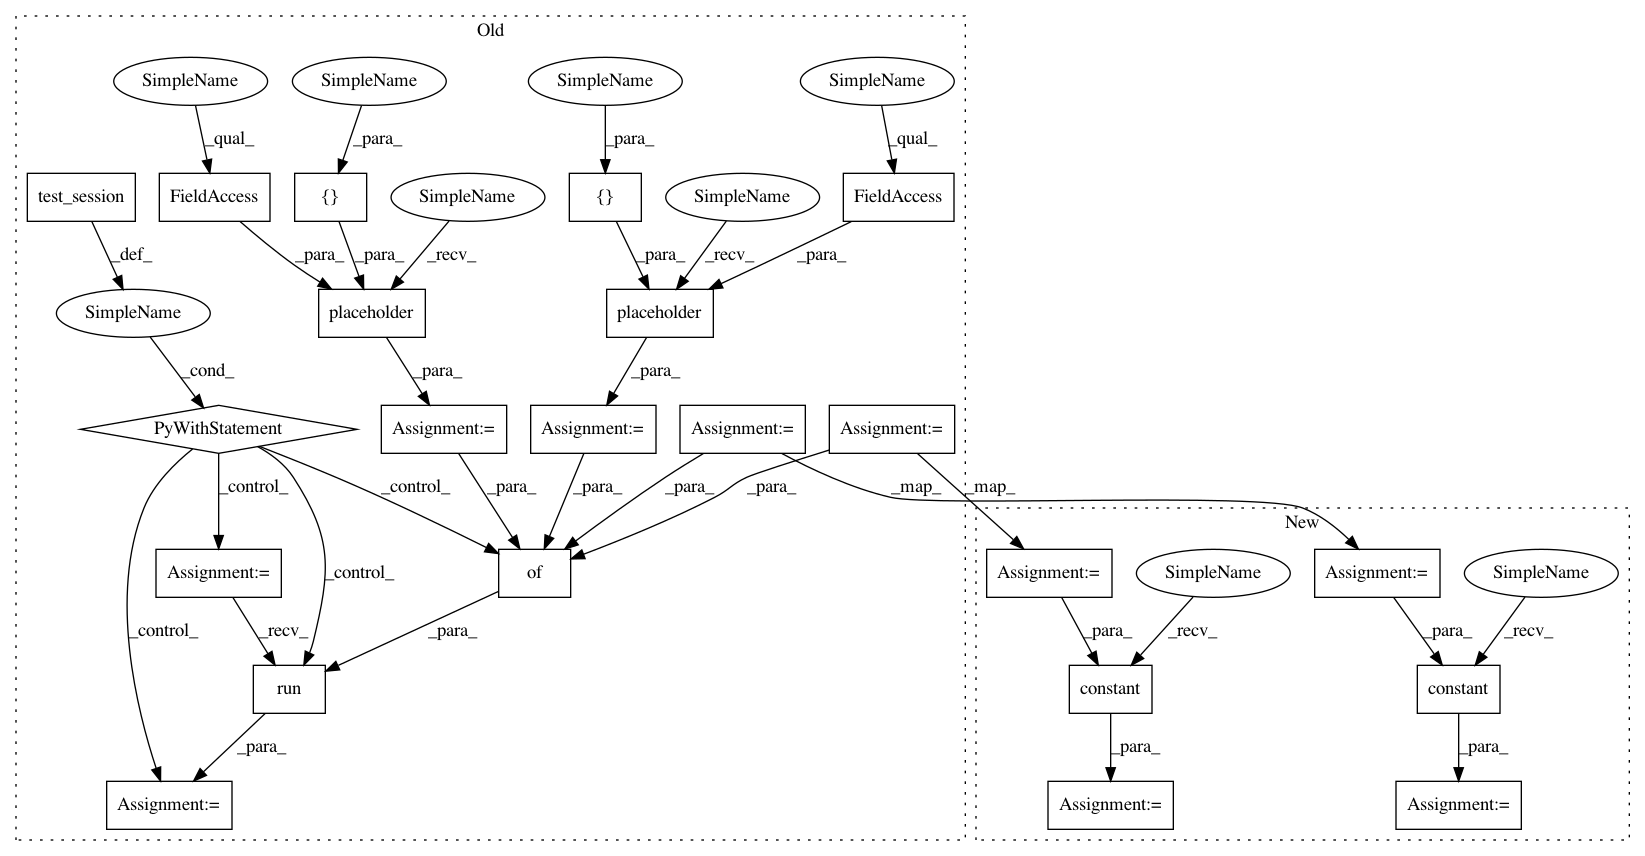 Old
SimpleName
SimpleName
SimpleName
SimpleName
_qual_
_para_
_para_
_qual_
test_session
FieldAccess
{}
SimpleName
{}
SimpleName
FieldAccess
_def_
_para_
_para_
_recv_
_para_
_recv_
_para_
SimpleName
placeholder
placeholder
_cond_
_para_
_para_
PyWithStatement
Assignment:=
Assignment:=
Assignment:=
Assignment:=
_control_
_control_
_para_
_para_
_para_
_para_
_map_
_map_
New
Assignment:=
_control_
of
Assignment:=
SimpleName
Assignment:=
SimpleName
_control_
_recv_
_para_
_para_
_recv_
_para_
_recv_
run
constant
constant
_para_
_para_
_para_
Assignment:=
Assignment:=
Assignment:=